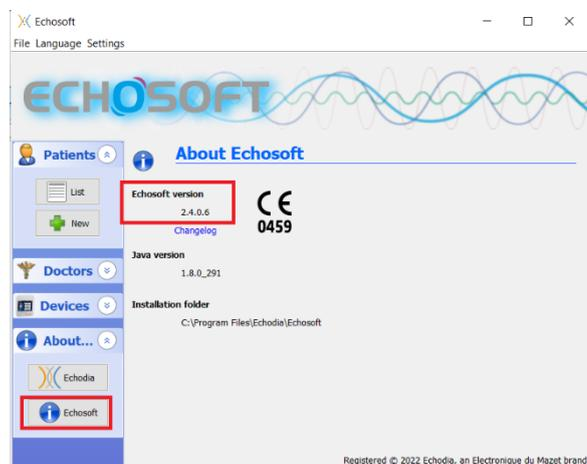 Echosoft
File Language Settings
ECHOSOFT
Patients
List
New
Doctors
Devices
About...
Echodia
Echosoft
About Echosoft
Echosoft version
2.4.0.6
Changelog
CE
0459
Java version
1.8.0_291
Installation folder
C:\Program Files\Echodia\Echosoft
Registered © 2022 Echodia, an Electronique du Mazet brand